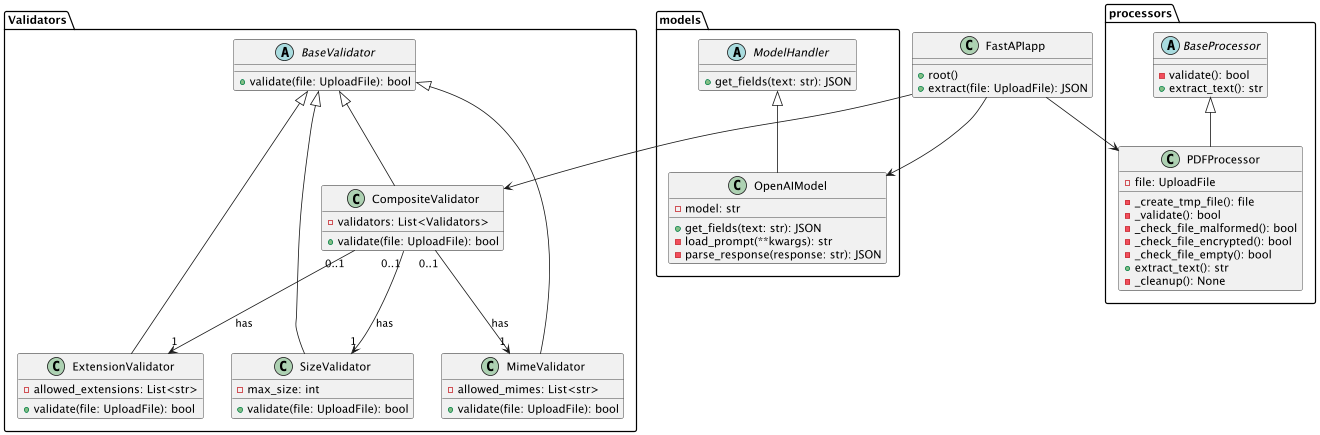 Validators
A BaseValidator
validate(file: UploadFile): bool
C CompositeValidator
validators: List<Validators>
validate(file: UploadFile): bool
0..1
0..1
0..1
has
has
has
1
1
1
C ExtensionValidator
allowed_extensions: List<str>
validate(file: UploadFile): bool
C SizeValidator
max_size: int
validate(file: UploadFile): bool
C MimeValidator
allowed_mimes: List<str>
validate(file: UploadFile): bool
models
A ModelHandler
get_fields(text: str): JSON
C OpenAIModel
model: str
get_fields(text: str): JSON
load_prompt(**kwargs): str
parse_response(response: str): JSON
C FastAPIapp
root()
extract(file: UploadFile): JSON
processors
A BaseProcessor
validate(): bool
extract_text(): str
C PDFProcessor
file: UploadFile
_create_tmp_file(): file
_validate(): bool
_check_file_malformed(): bool
_check_file_encrypted(): bool
_check_file_empty(): bool
extract_text(): str
_cleanup(): None